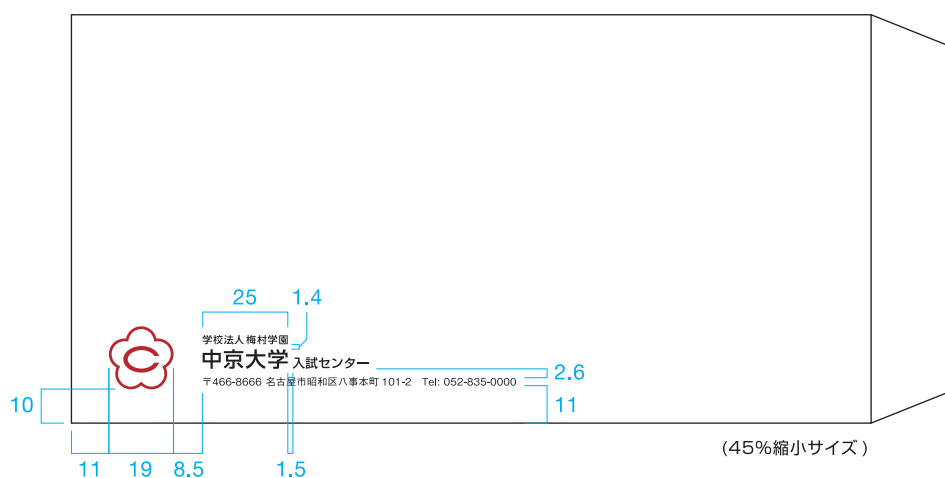 25
1.4
学校法人梅村学園
中京大学 入試センター
〒466-8666 名古屋市昭和区八事本町 101-2 Tel: 052-835-0000
2.6
10
11
11
19
8.5
1.5
(45%縮小サイズ)
C